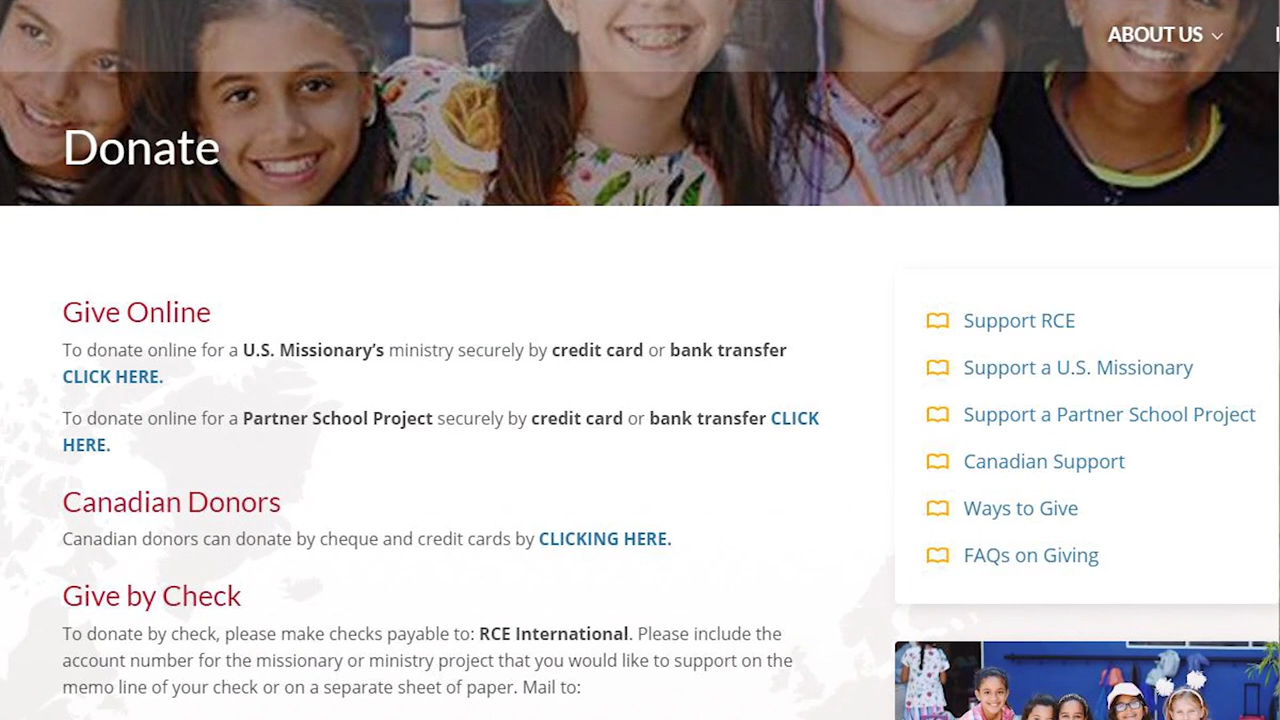 ABOUT US
Donate
Give Online
To donate online for a U.S. Missionary’s ministry securely by credit card or bank transfer
CLICK HERE.
To donate online for a Partner School Project securely by credit card or bank transfer CLICK
HERE.
Canadian Donors
Canadian donors can donate by cheque and credit cards by CLICKING HERE.
Give by Check
To donate by check, please make checks payable to: RCE International. Please include the
account number for the missionary or ministry project that you would like to support on the
memo line of your check or on a separate sheet of paper. Mail to:
Support RCE
Support a U.S. Missionary
Support a Partner School Project
Canadian Support
Ways to Give
FAQs on Giving